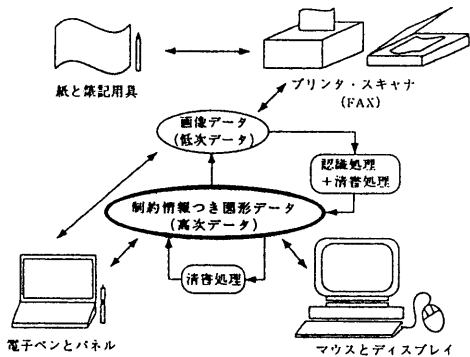 紙と筆記用具
プリンタ・スキャナ
(FAX)
画像データ
(低次データ)
認識処理
+清書処理
制約情報つき図形データ
(高次データ)
清書処理
電子ペンとパネル
マウスとディスプレイ